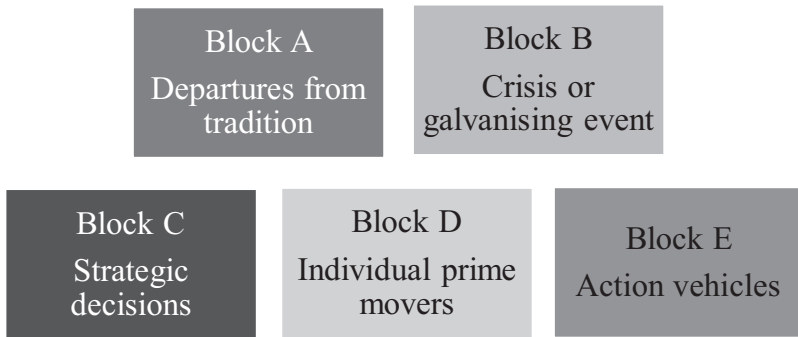 Block A
Departures from
tradition
Block B
Crisis or
galvanising event
Block C
Strategic
decisions
Block D
Individual prime
movers
Block E
Action vehicles